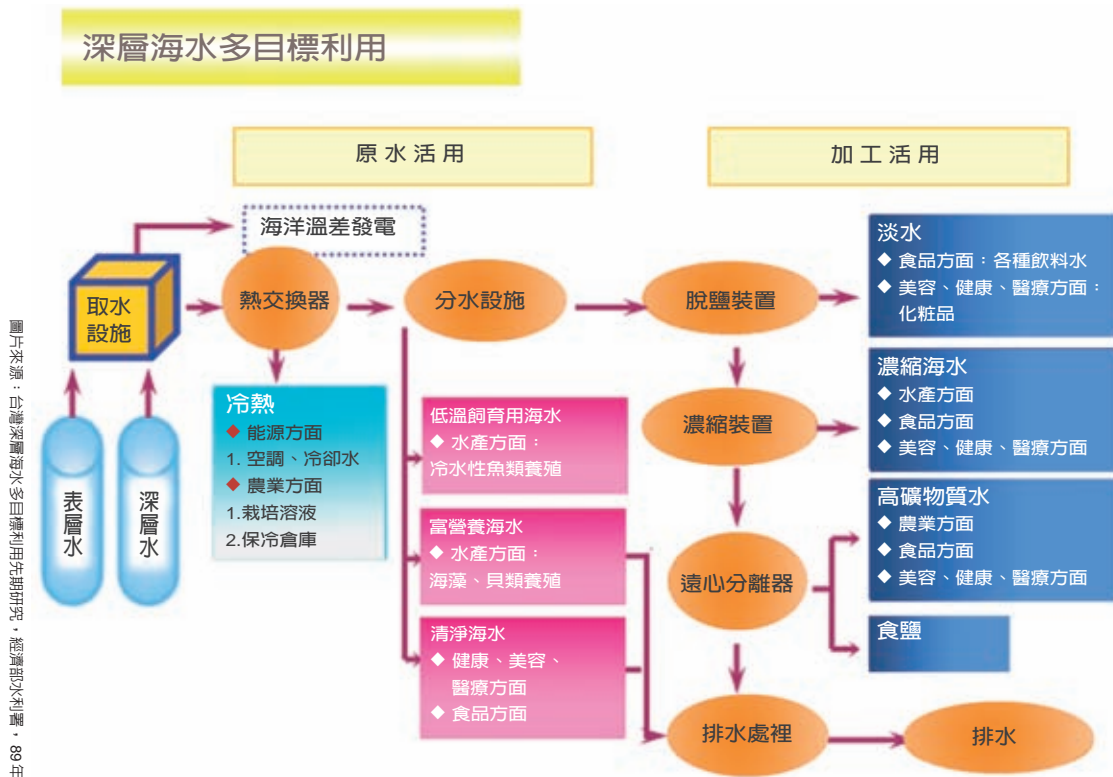 深層海水多目標利用
原水活用
加工活用
海洋溫差發電
取水
設施
熱交換器
分水設施
脫鹽裝置
淡水
◆ 食品方面：各種飲料水
◆ 美容、健康、醫療方面：
化粧品
表層水
深層水
冷熱
◆ 能源方面
1. 空調、冷卻水
◆ 農業方面
1.栽培溶液
2.保冷倉庫
低溫飼育用海水
◆ 水產方面：
冷水性魚類養殖
富營養海水
◆ 水產方面：
海藻、貝類養殖
清淨海水
◆ 健康、美容、
醫療方面
◆ 食品方面
濃縮裝置
濃縮海水
◆ 水產方面
◆ 食品方面
◆ 美容、健康、醫療方面
遠心分離器
高礦物質水
◆ 農業方面
◆ 食品方面
◆ 美容、健康、醫療方面
食鹽
排水處裡
排水
圖片來源：台灣深層海水多目標利用先期研究，經濟部水利署，89年